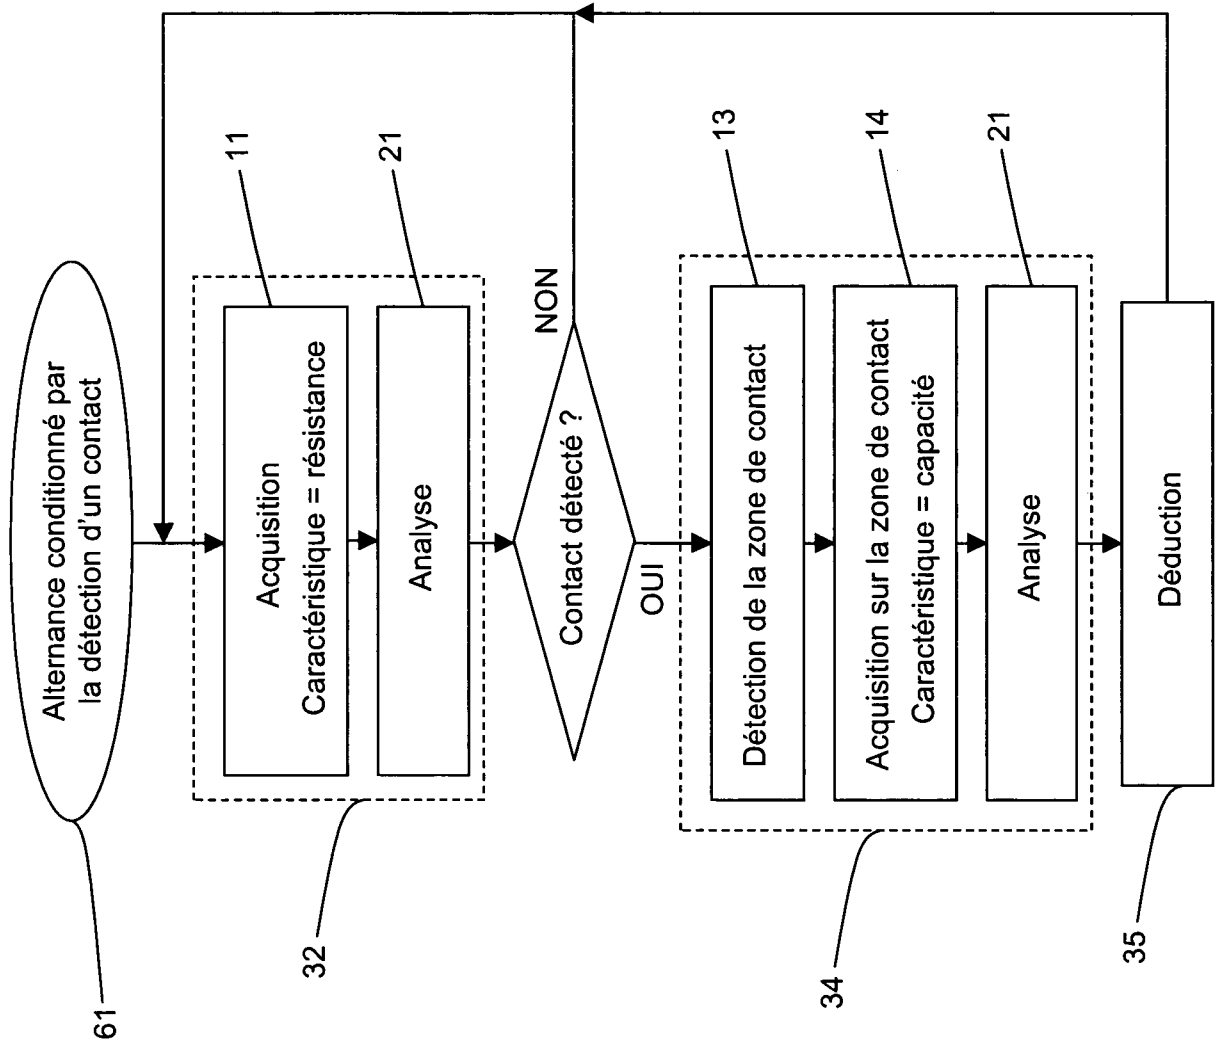 Alternance conditionné par
la détection d'un contact
61
Acquisition
Caractéristique = résistance
11
Analyse
21
32
Contact détecté ?
NON
OUI
Détection de la zone de contact
13
Acquisition sur la zone de contact
Caractéristique = capacité
14
Analyse
21
34
Déduction
35